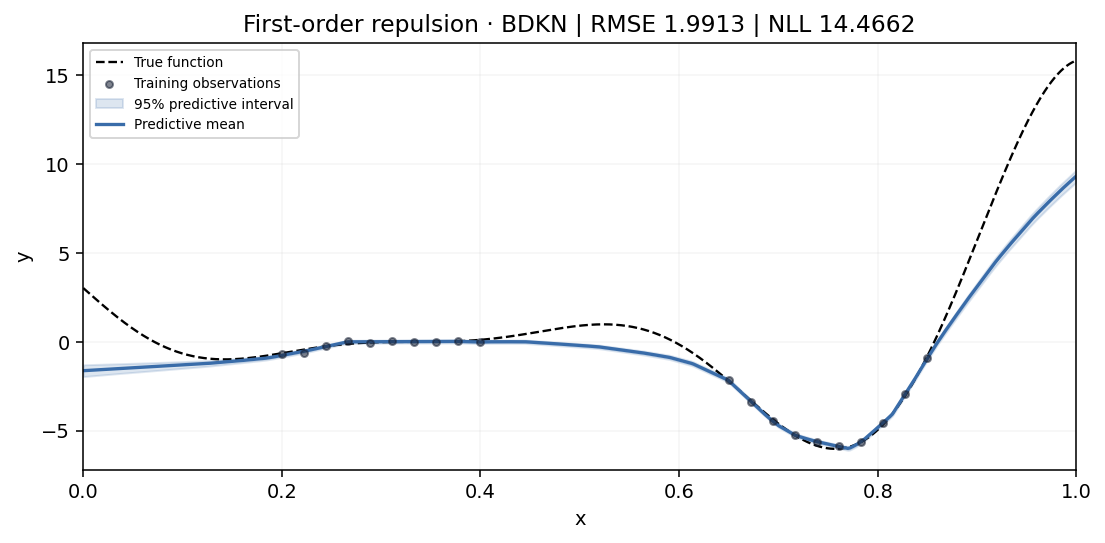 First-order repulsion · BDKN | RMSE 1.9913 | NLL 14.4662
True function
Training observations
95% predictive interval
Predictive mean
y
15
10
5
0
−5
0.0 0.2 0.4 0.6 0.8 1.0
x